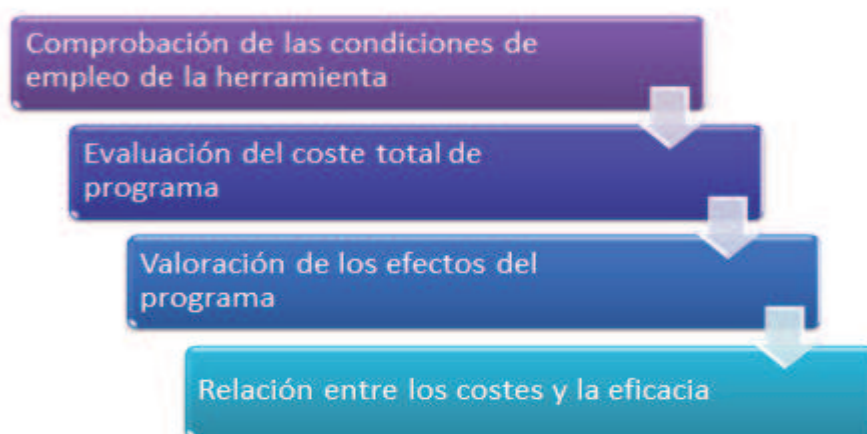 Comprobación de las condiciones de
empleo de la herramienta
Evaluación del coste total de
programa
Valoración de los efectos del
programa
Relación entre los costes y la eficacia